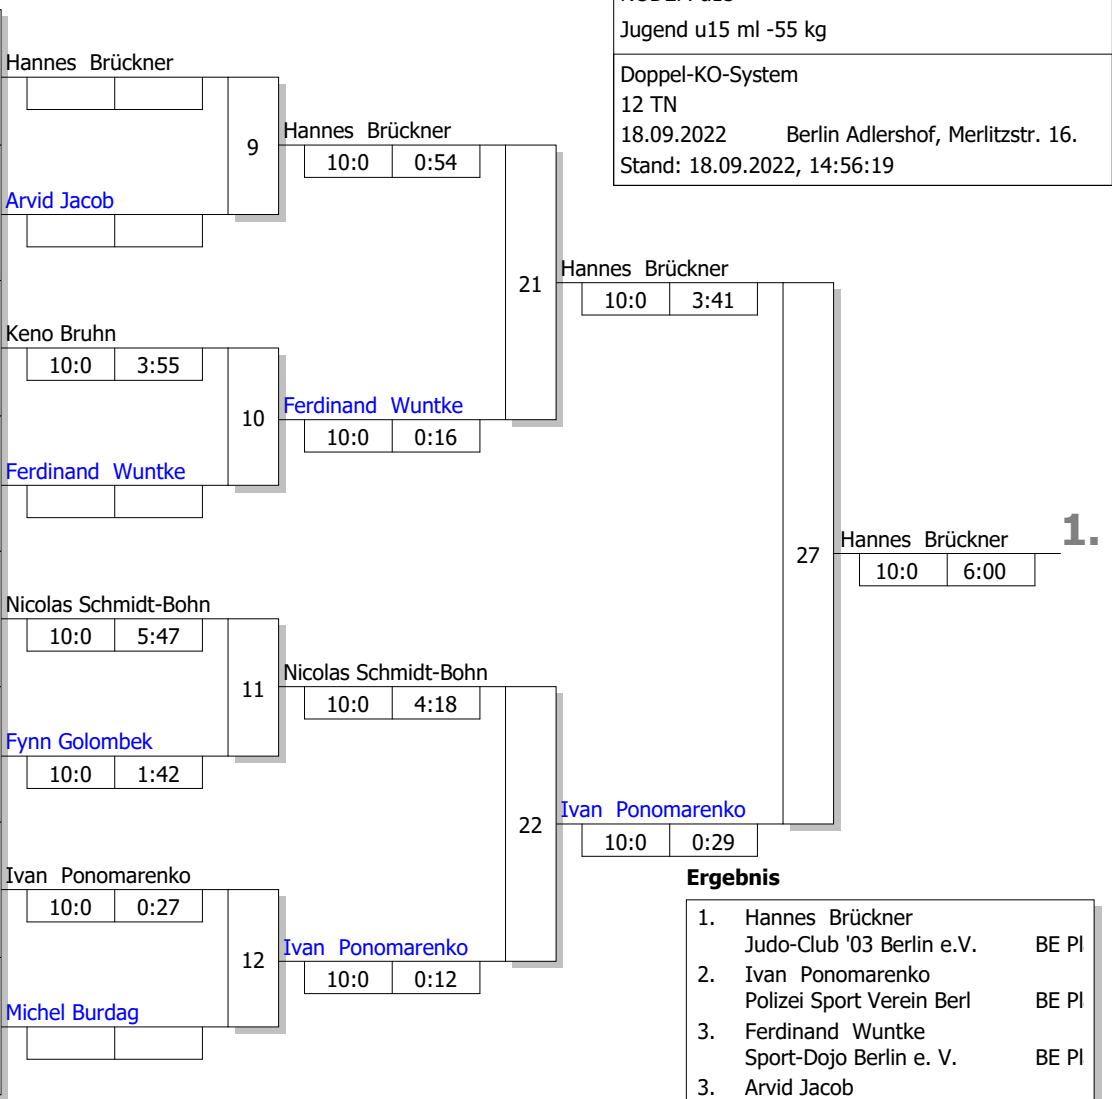 Jugend u15 ml -55 kg
Doppel-KO-System
12 TN
18.09.2022 Berlin Adlershof, Merlitzstr. 16.
Stand: 18.09.2022, 14:56:19
Hannes Brückner
9
Arvid Jacob
Hannes Brückner
10:0 0:54
Keno Bruhn
10:0 3:55
10
Ferdinand Wuntke
Ferdinand Wuntke
10:0 0:16
21
Hannes Brückner
10:0 3:41
Nicolas Schmidt-Bohn
10:0 5:47
11
Fynn Golombek
10:0 1:42
Nicolas Schmidt-Bohn
10:0 4:18
Ivan Ponomarenko
10:0 0:27
12
Michel Burdag
Ivan Ponomarenko
10:0 0:12
22
Ivan Ponomarenko
10:0 0:29
27
Hannes Brückner
10:0 6:00
1.
Ergebnis
1. Hannes Brückner
Judo-Club '03 Berlin e.V. BE Pl
2. Ivan Ponomarenko
Polizei Sport Verein Berl BE Pl
3. Ferdinand Wuntke
Sport-Dojo Berlin e. V. BE Pl
3. Arvid Jacob